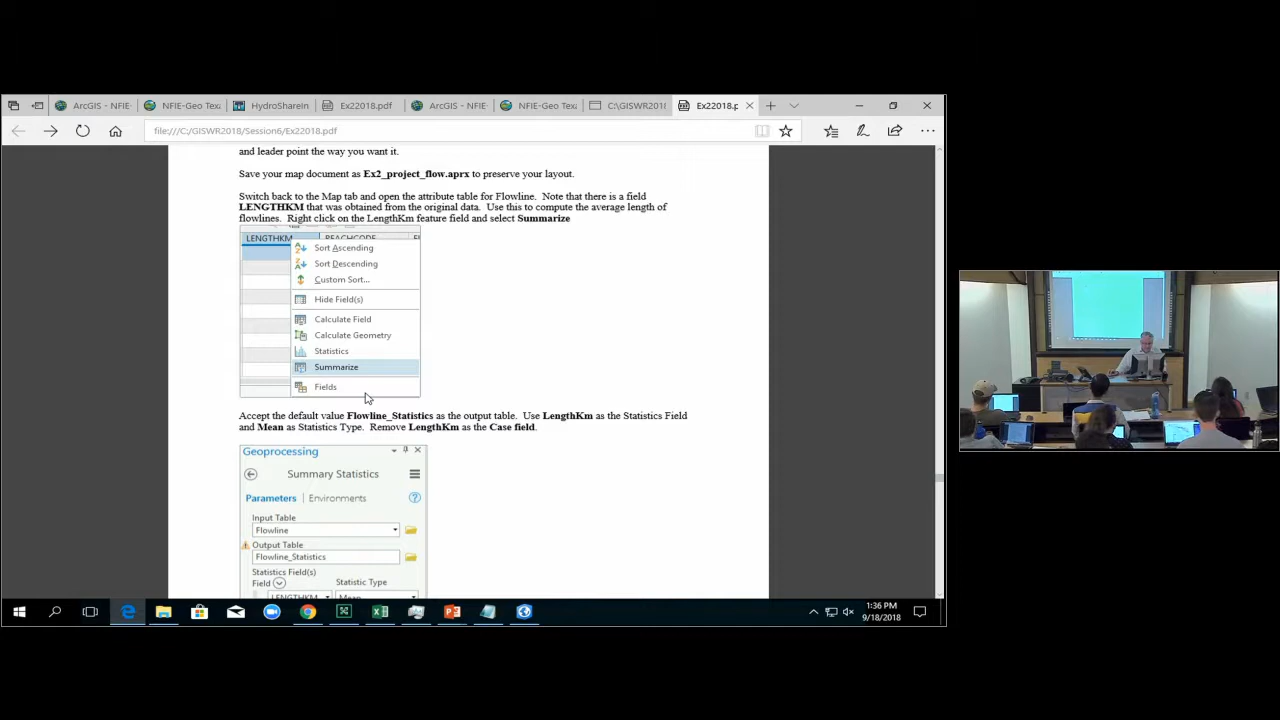 ArcGIS - NFIE-
NFIE-Geo Texa
HydroShareIn
Ex22018.pdf
ArcGIS - NFIE-
NFIE-Geo Texa
C:\GISWR2018\
Ex22018.p
file:///C:/GISWR2018/Session6/Ex22018.pdf
and leader point the way you want it.
Save your map document as Ex2_project_flow.aprx to preserve your layout.
Switch back to the Map tab and open the attribute table for Flowline. Note that there is a field
LENGTHKM that was obtained from the original data. Use this to compute the average length of
flowlines. Right click on the LengthKm feature field and select Summarize
LENGTHKM REACHCODE
Sort Ascending
Sort Descending
Custom Sort...
Hide Field(s)
Calculate Field
Calculate Geometry
Statistics
Summarize
Fields
Accept the default value Flowline_Statistics as the output table. Use LengthKm as the Statistics Field
and Mean as Statistics Type. Remove LengthKm as the Case field.
Geoprocessing
Summary Statistics
Parameters | Environments
Input Table
Flowline
Output Table
Flowline_Statistics
Statistics Field(s)
Field Statistic Type
LENGTHKM Mean
1:36 PM
9/18/2018